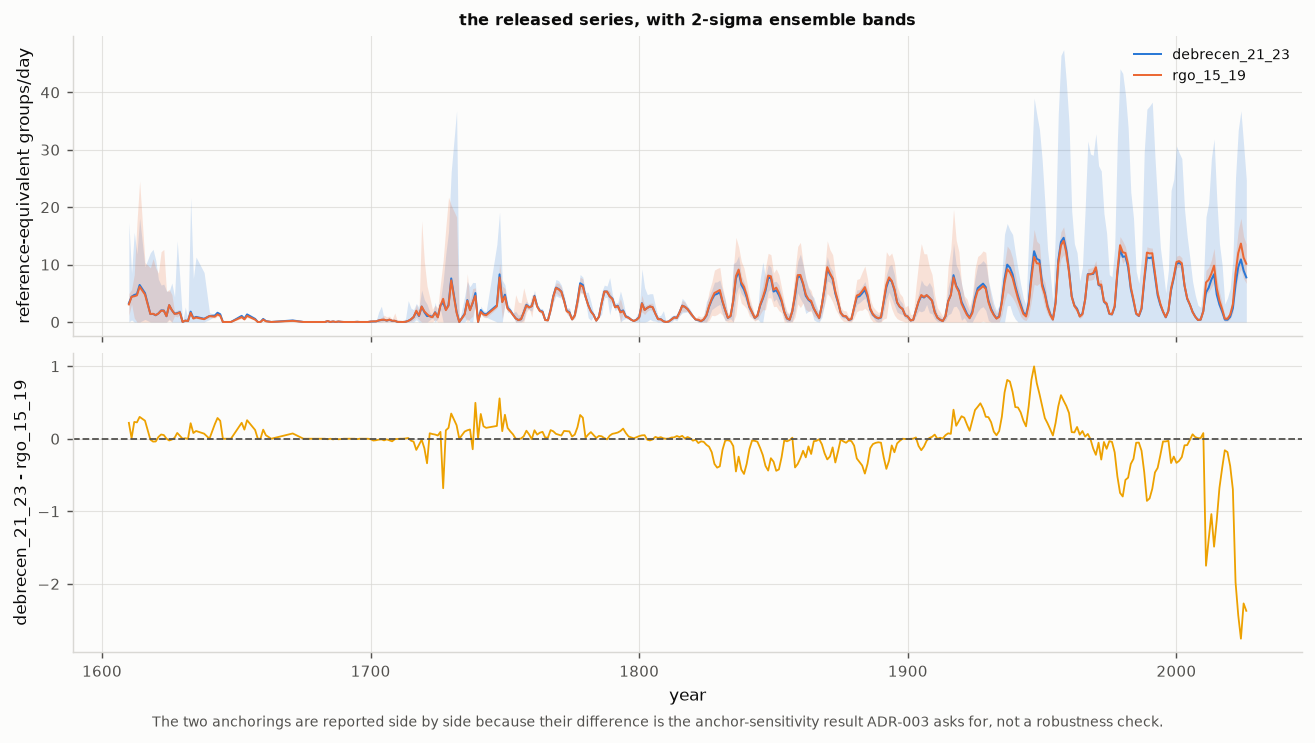 the released series, with 2-sigma ensemble bands
reference-equivalent groups/day
40
30
20
10
0
debrecen_21_23
rgo_15_19
debrecen_21_23 - rgo_15_19
1
0
−1
−2
1600
1700
1800
1900
2000
year
The two anchorings are reported side by side because their difference is the anchor-sensitivity result ADR-003 asks for, not a robustness check.